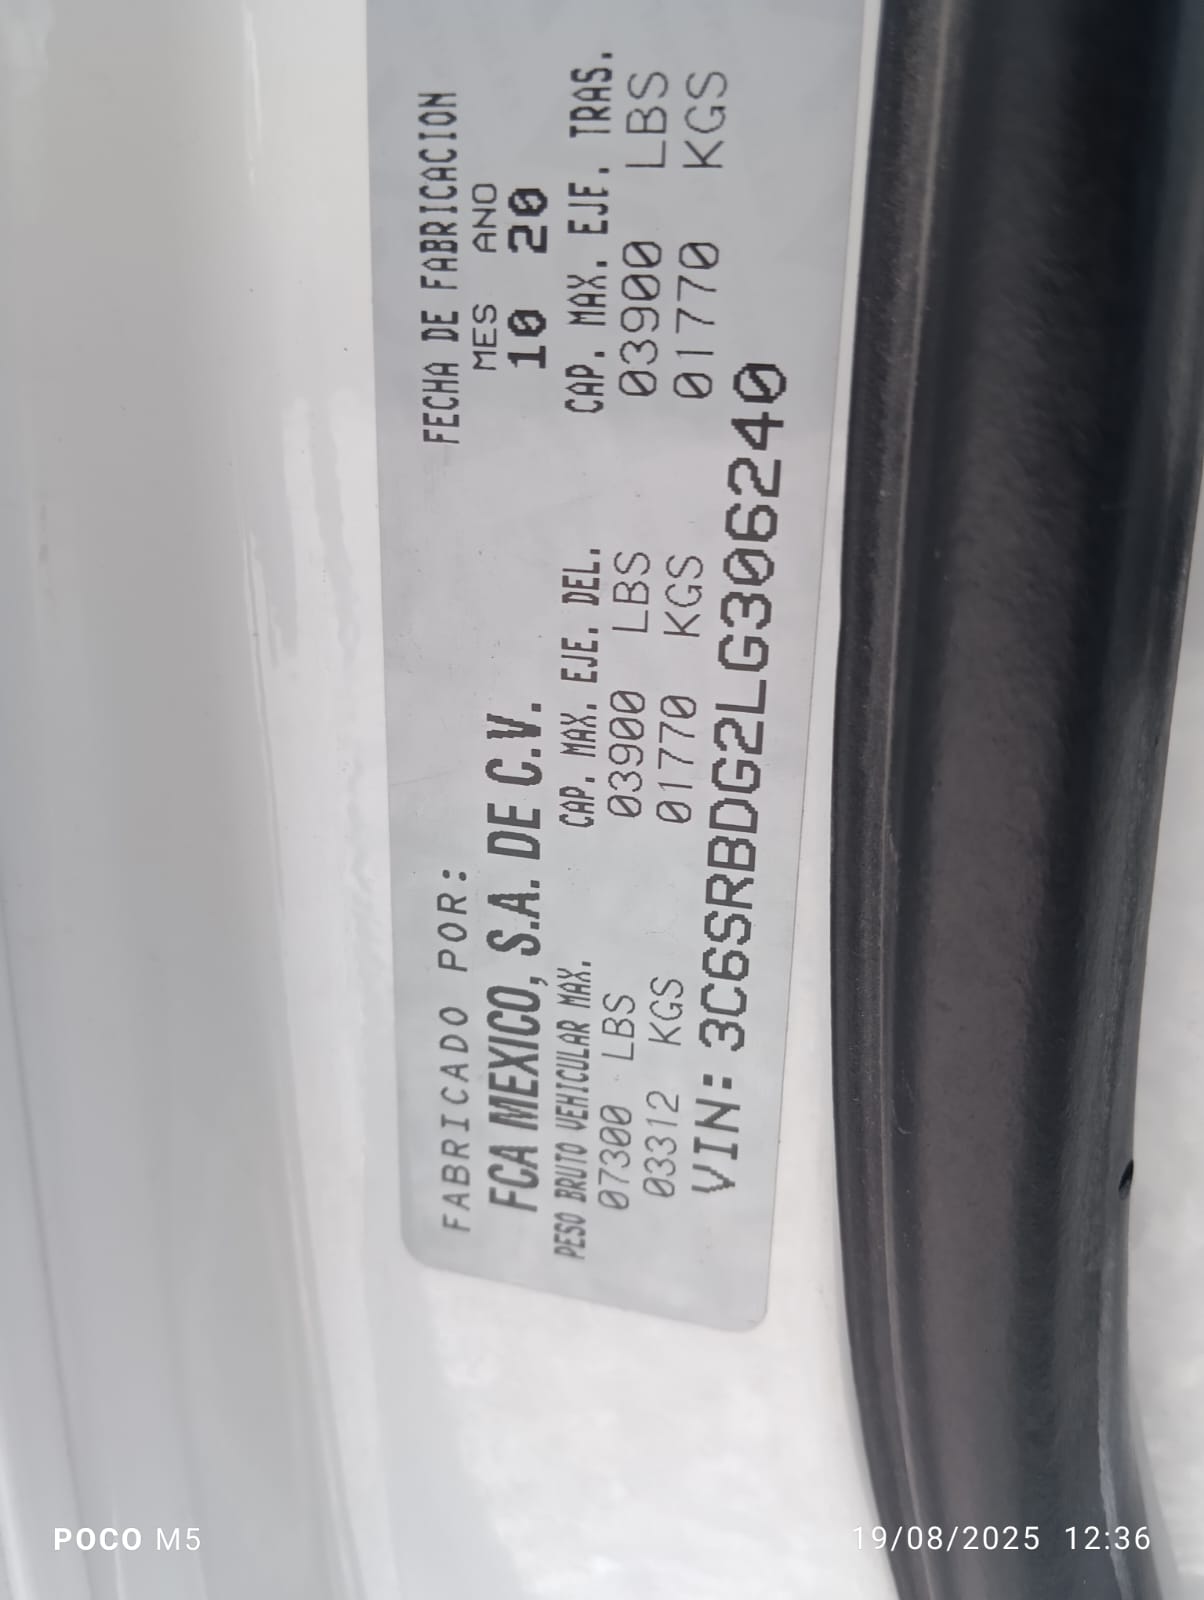 FABRICADO POR:
FCA MEXICO, S.A. DE C.V.
FECHA DE FABRICACION
MES ANO
10 20
PESO BRUTO VEHICULAR MAX. CAP. MAX. EJE. DEL. CAP. MAX. EJE. TRAS.
07300 LBS 03900 LBS 03900 LBS
03312 KGS 01770 KGS 01770 KGS
VIN: 3C6SRBDG2LG306240
POCO M5
19/08/2025 12:36